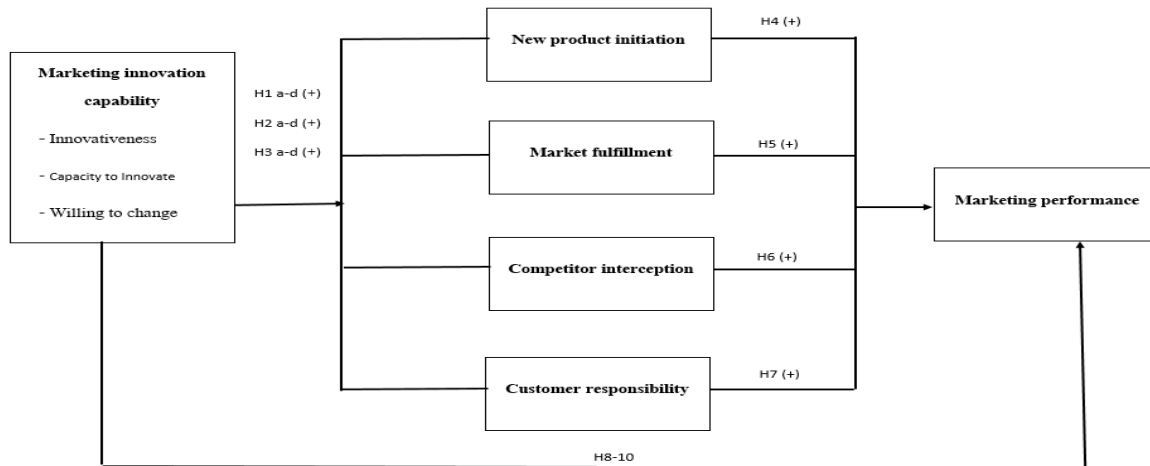 Marketing innovation
capability
- Innovativeness
- Capacity to Innovate
- Willing to change
H1 a-d (+)
H2 a-d (+)
H3 a-d (+)
New product initiation
Market fulfillment
Competitor interception
Customer responsibility
H4 (+)
H5 (+)
H6 (+)
H7 (+)
Marketing performance
H8-10